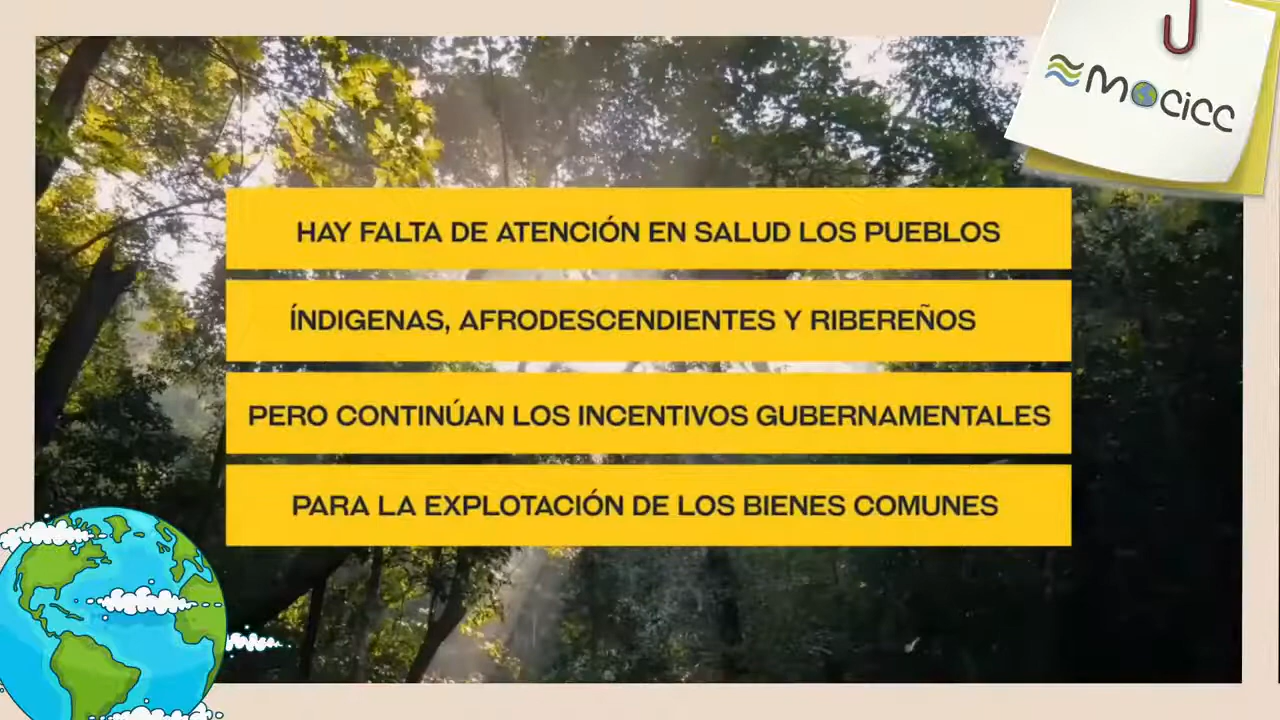 mocicc
HAY FALTA DE ATENCIÓN EN SALUD LOS PUEBLOS
ÍNDIGENAS, AFRODESCENDIENTES Y RIBEREÑOS
PERO CONTINÚAN LOS INCENTIVOS GUBERNAMENTALES
PARA LA EXPLOTACIÓN DE LOS BIENES COMUNES